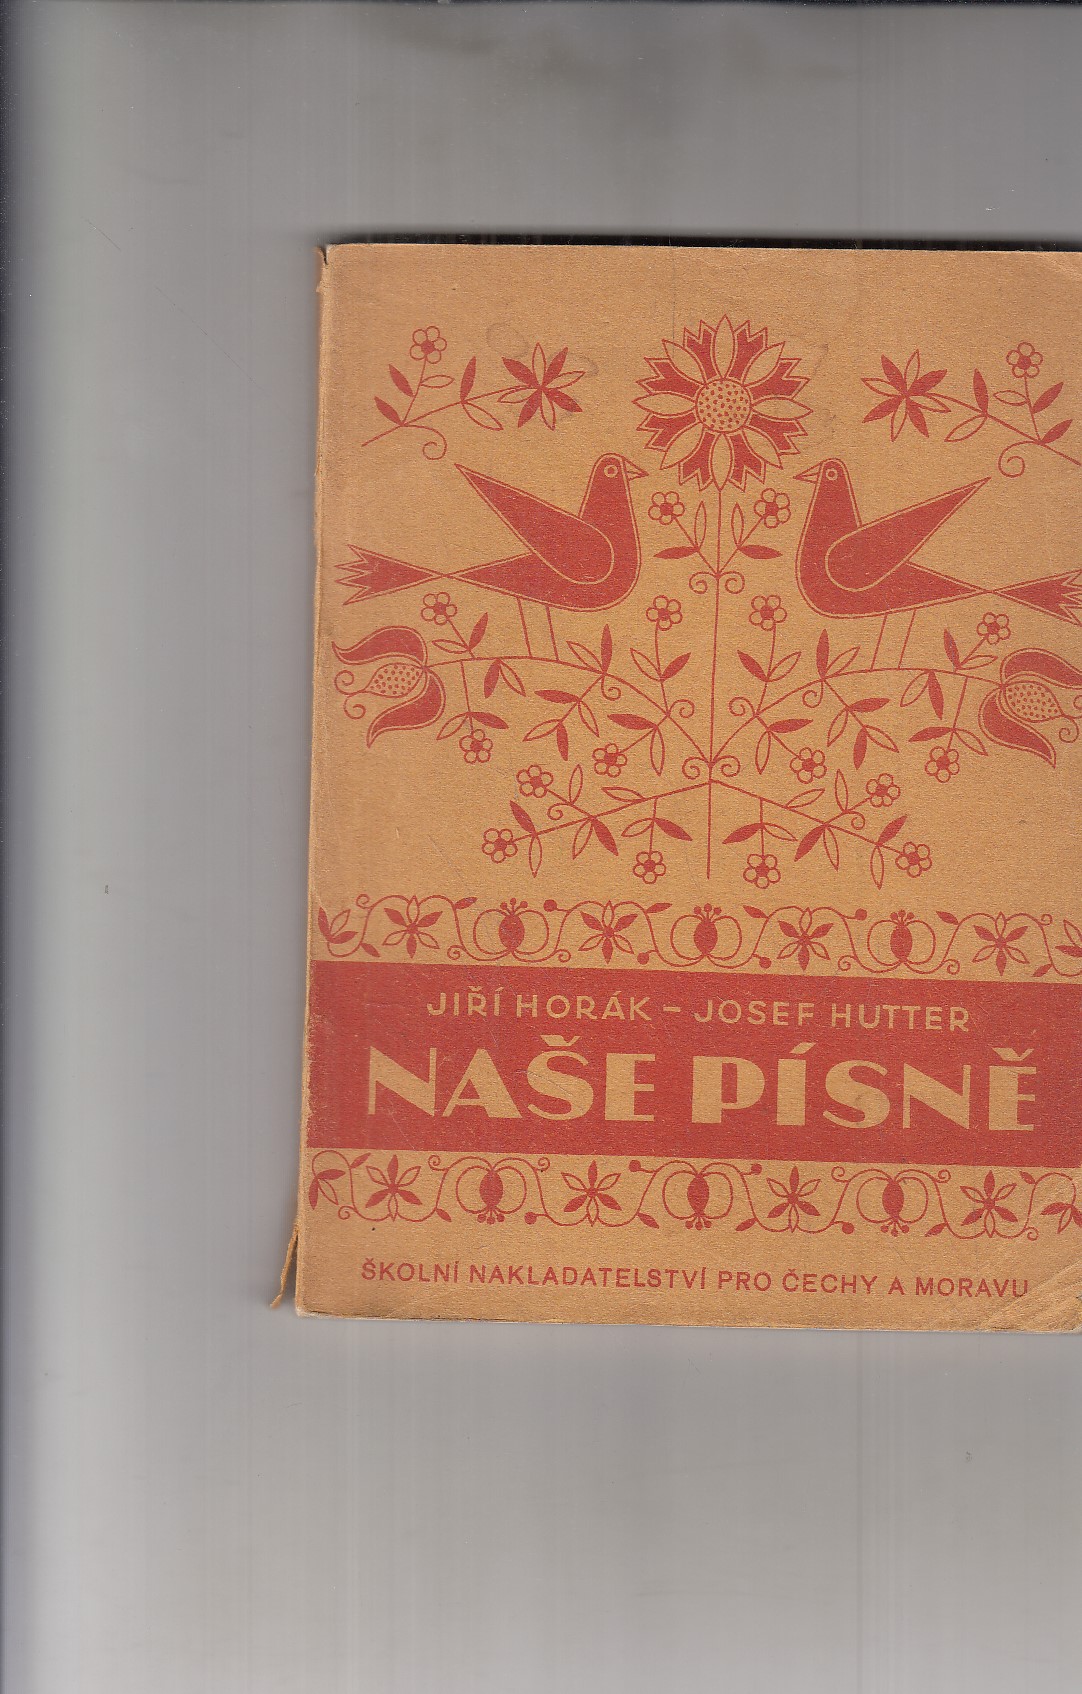 JIŘÍ HORÁK – JOSEF HUTTER
NAŠE PÍSNĚ
ŠKOLNÍ NAKLADATELSTVÍ PRO ČECHY A MORAVU